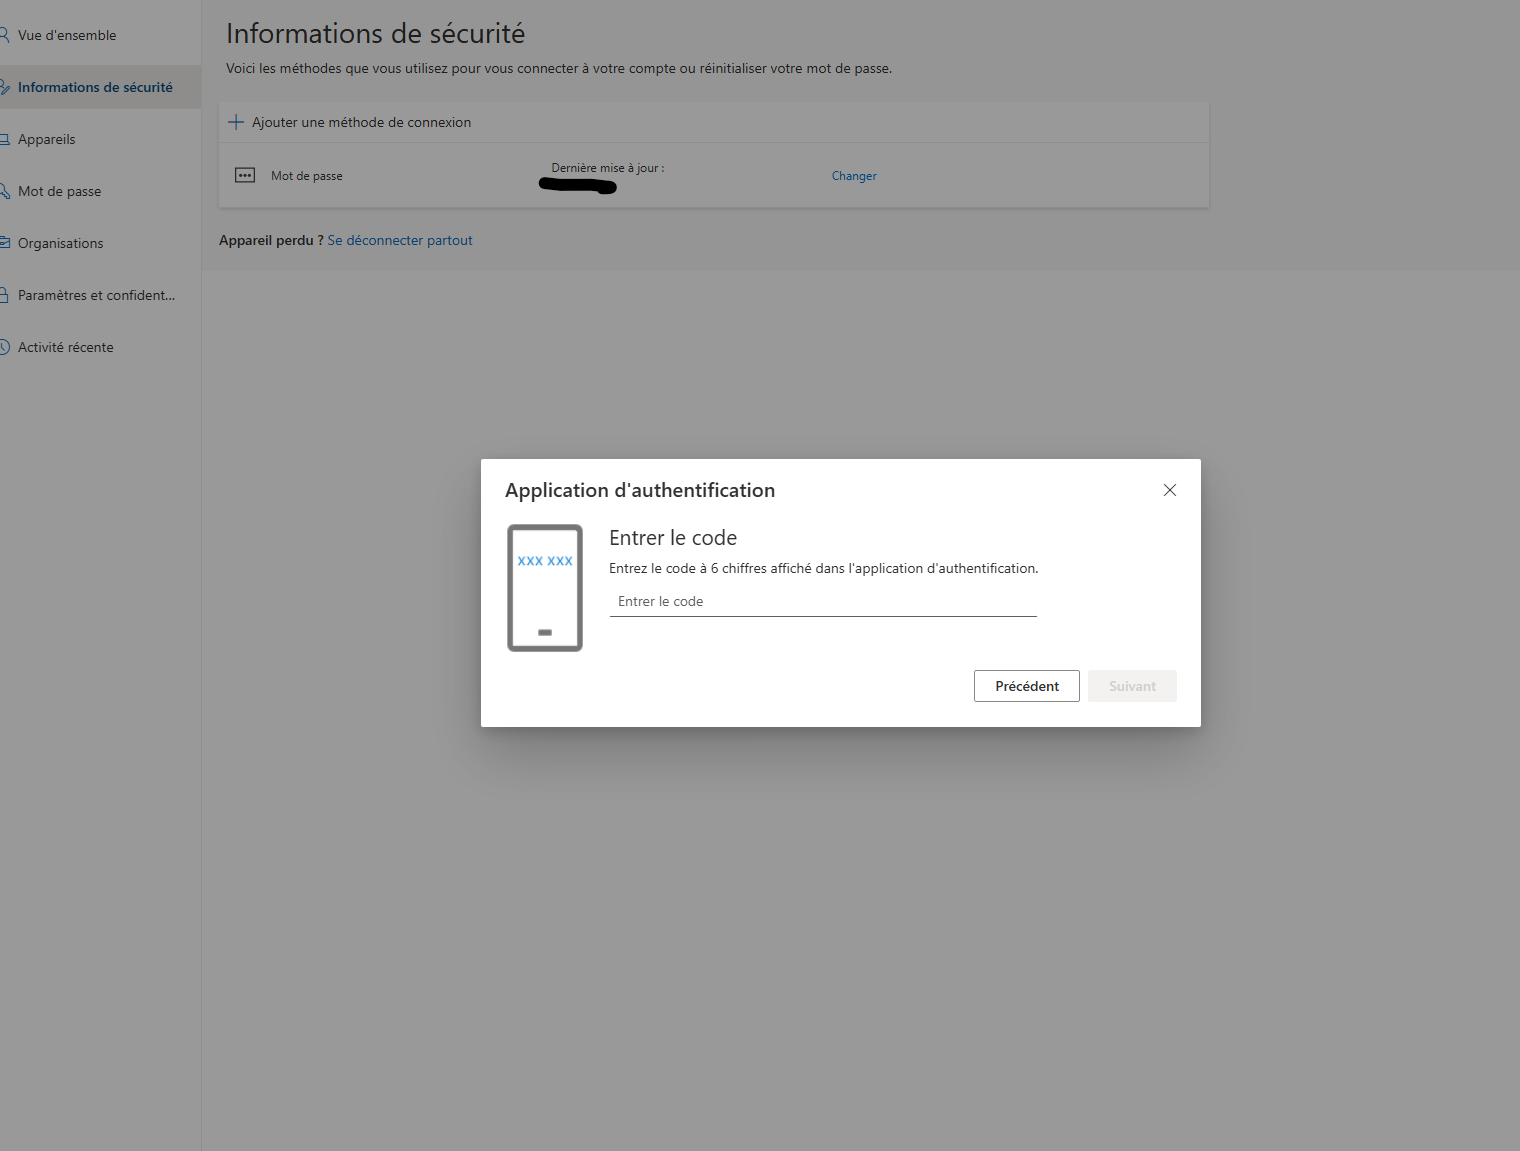 Vue d'ensemble
Informations de sécurité
Appareils
Mot de passe
Organisations
Paramètres et confident...
Activité récente
Informations de sécurité
Voici les méthodes que vous utilisez pour vous connecter à votre compte ou réinitialiser votre mot de passe.
Ajouter une méthode de connexion
Mot de passe
Dernière mise à jour :
Changer
Appareil perdu ? Se déconnecter partout
Application d'authentification
XXX XXX
Entrer le code
Entrez le code à 6 chiffres affiché dans l'application d'authentification.
Entrer le code
Précédent
Suivant